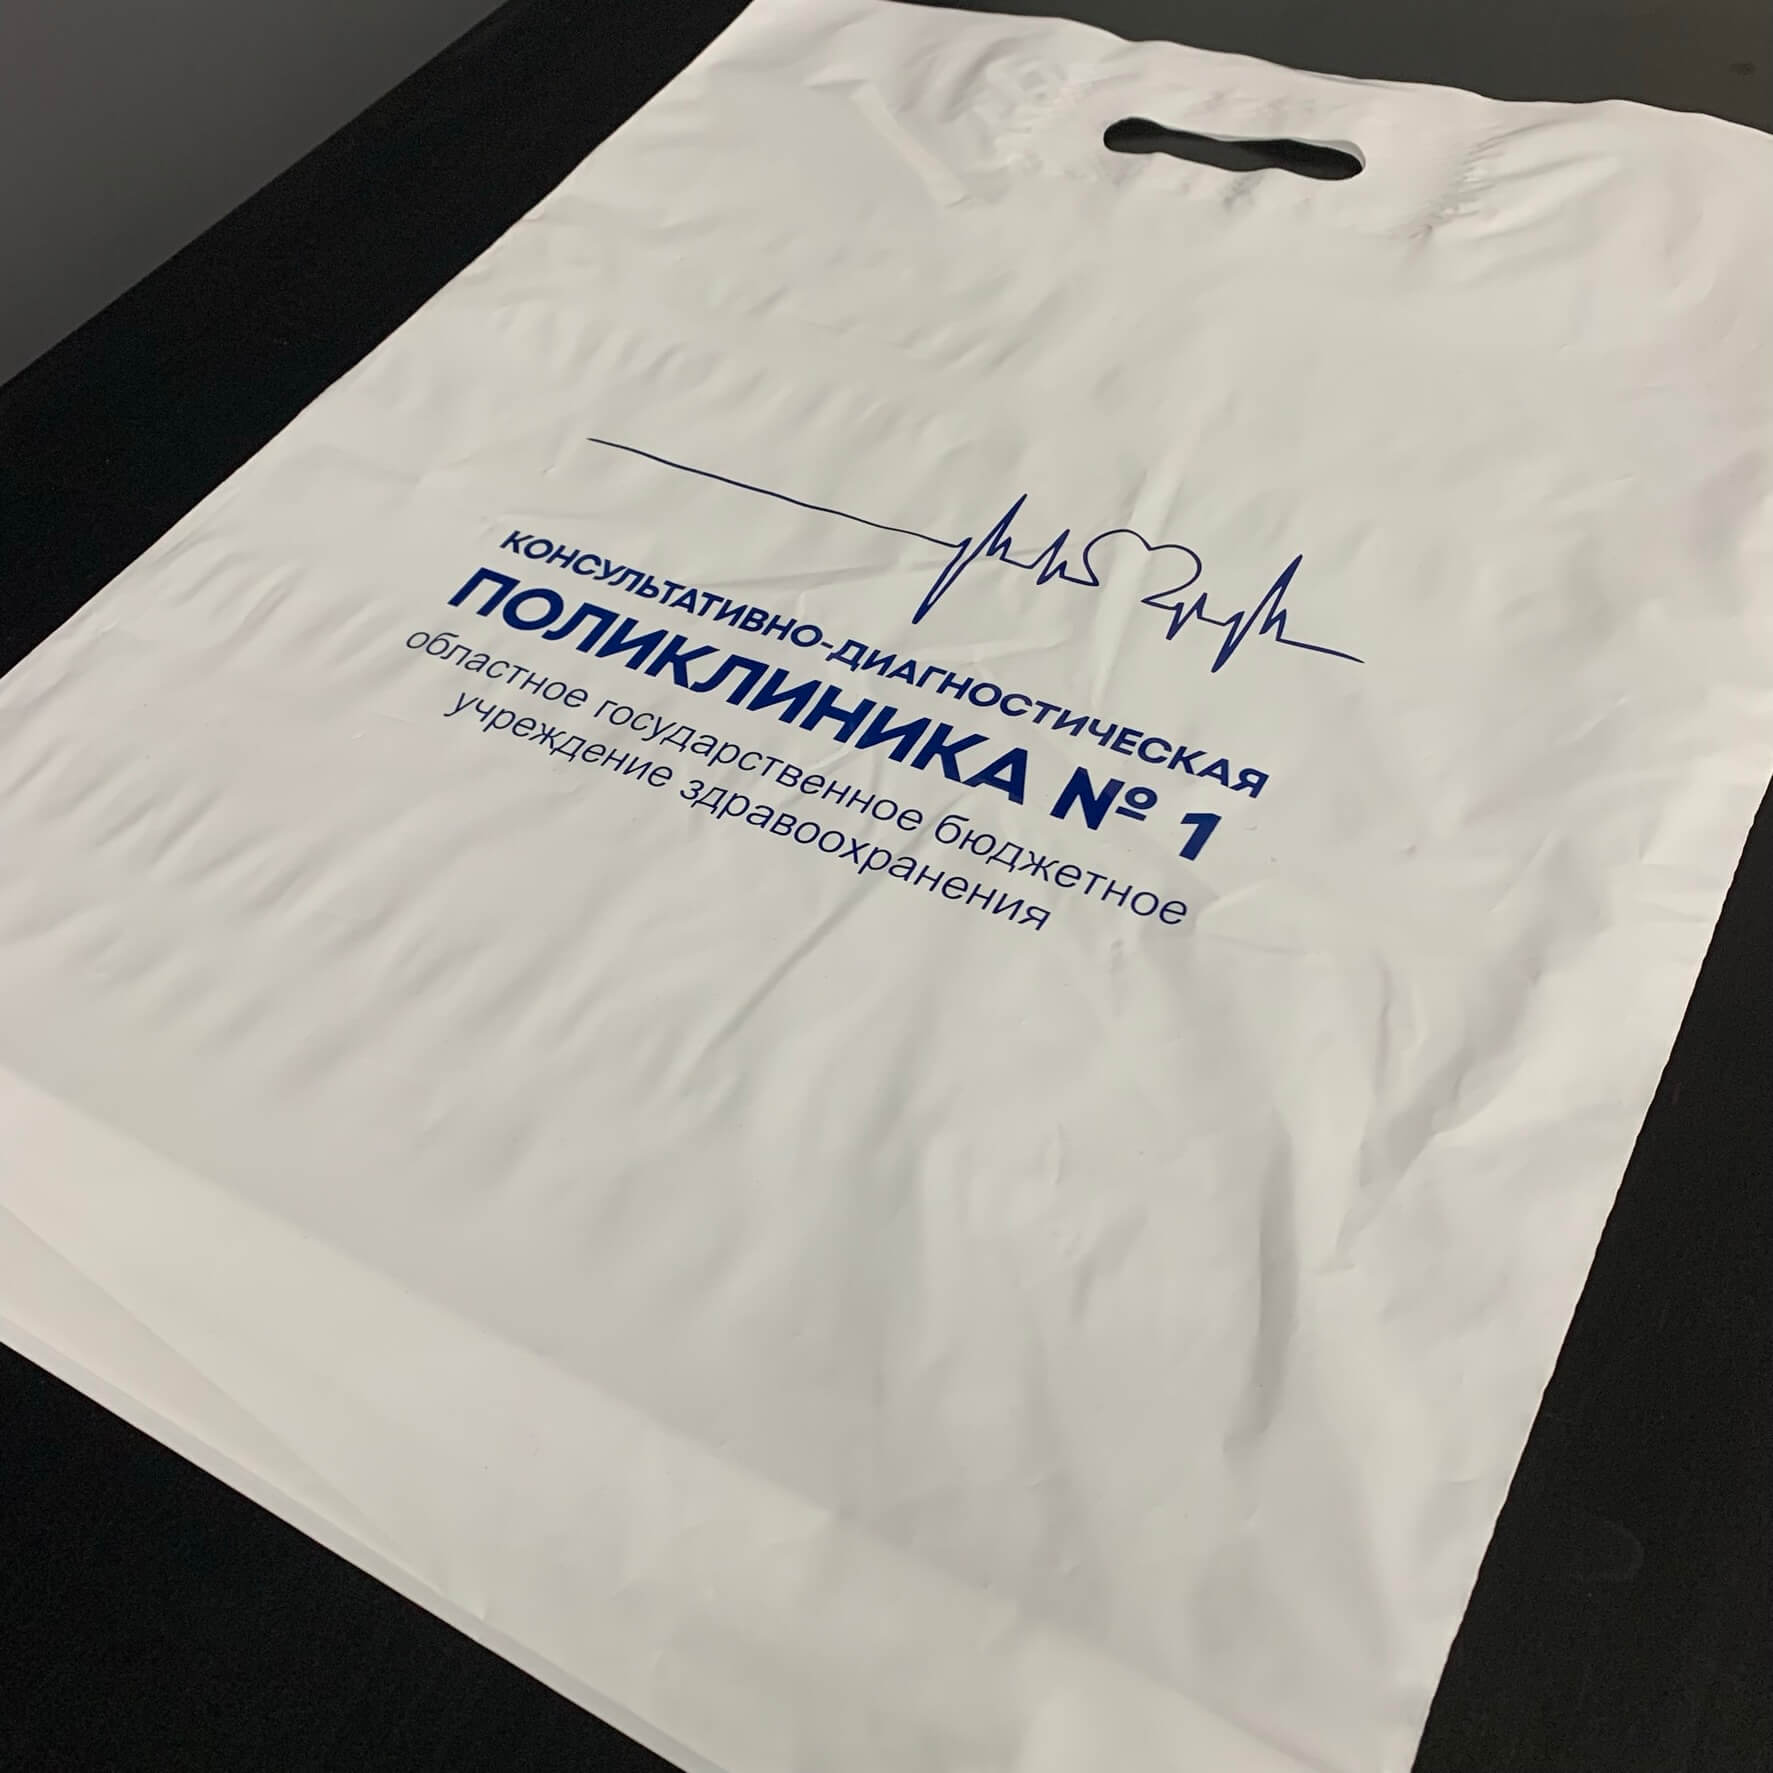 КОНСУЛЬТАТИВНО-ДИАГНОСТИЧЕСКАЯ
ПОЛИКЛИНИКА № 1
областное государственное бюджетное
учреждение здравоохранения